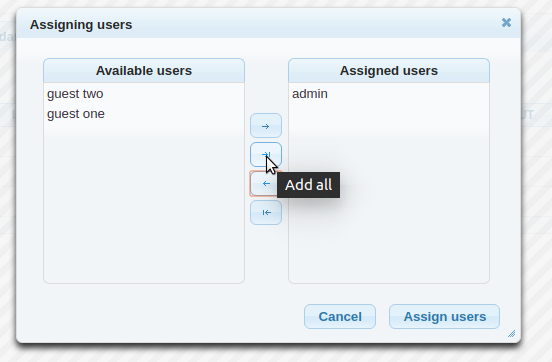 Assigning users
Available users
Assigned users
guest two
guest one
admin
Add all
Cancel
Assign users